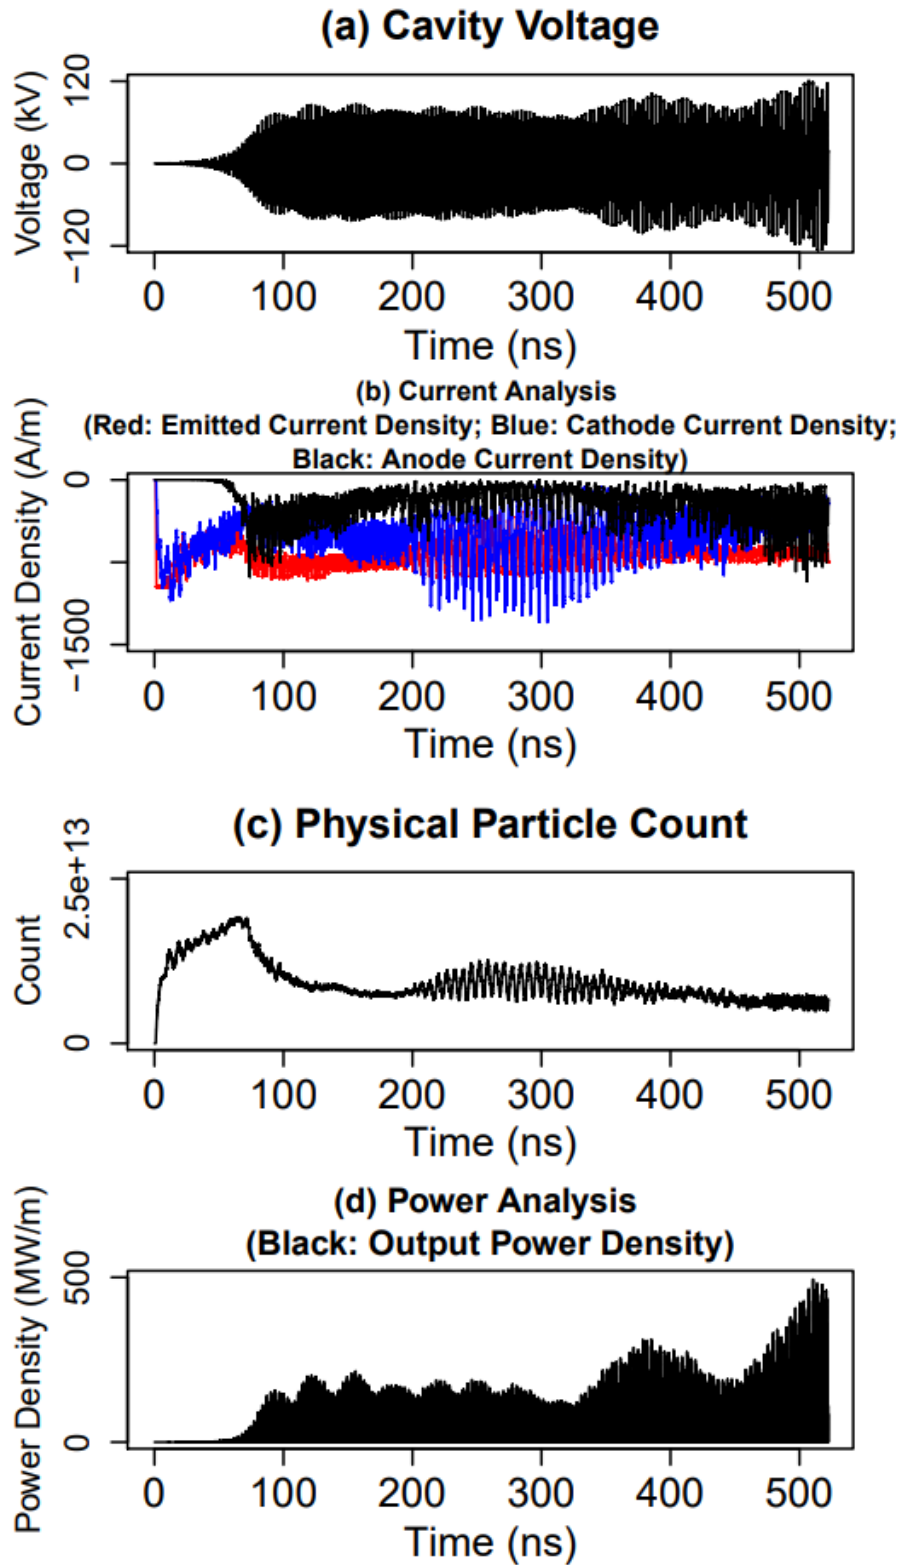 (a) Cavity Voltage
Voltage (kV)
120
0
−120
0 100 200 300 400 500
Time (ns)
(b) Current Analysis
(Red: Emitted Current Density; Blue: Cathode Current Density;
Black: Anode Current Density)
Current Density (A/m)
0
−1500
0 100 200 300 400 500
Time (ns)
(c) Physical Particle Count
Count
2.5e+13
0
0 100 200 300 400 500
Time (ns)
(d) Power Analysis
(Black: Output Power Density)
Power Density (MW/m)
500
0
0 100 200 300 400 500
Time (ns)